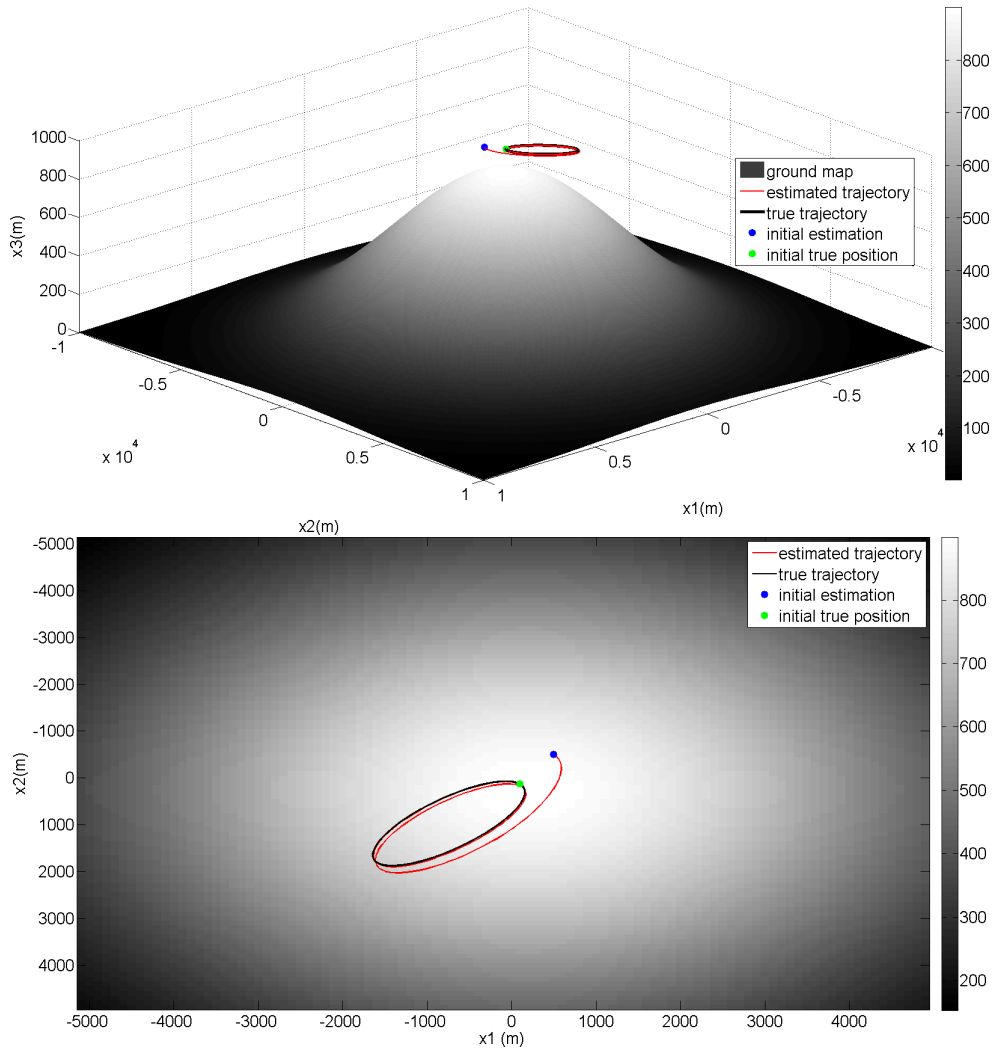 1000
800
600
400
200
0
x3(m)
-1
-0.5
0
0.5
1
x 10 4
x2(m)
1
0.5
0
-0.5
x 10 4
x1(m)
ground map
estimated trajectory
true trajectory
initial estimation
initial true position
800
700
600
500
400
300
200
100
-5000
-4000
-3000
-2000
-1000
0
1000
2000
3000
4000
x2(m)
estimated trajectory
true trajectory
initial estimation
initial true position
-5000 -4000 -3000 -2000 -1000 0 1000 2000 3000 4000
x1 (m)
800
700
600
500
400
300
200